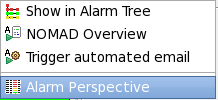 Show in Alarm Tree
NOMAD Overview
Trigger automated email
Alarm Perspective